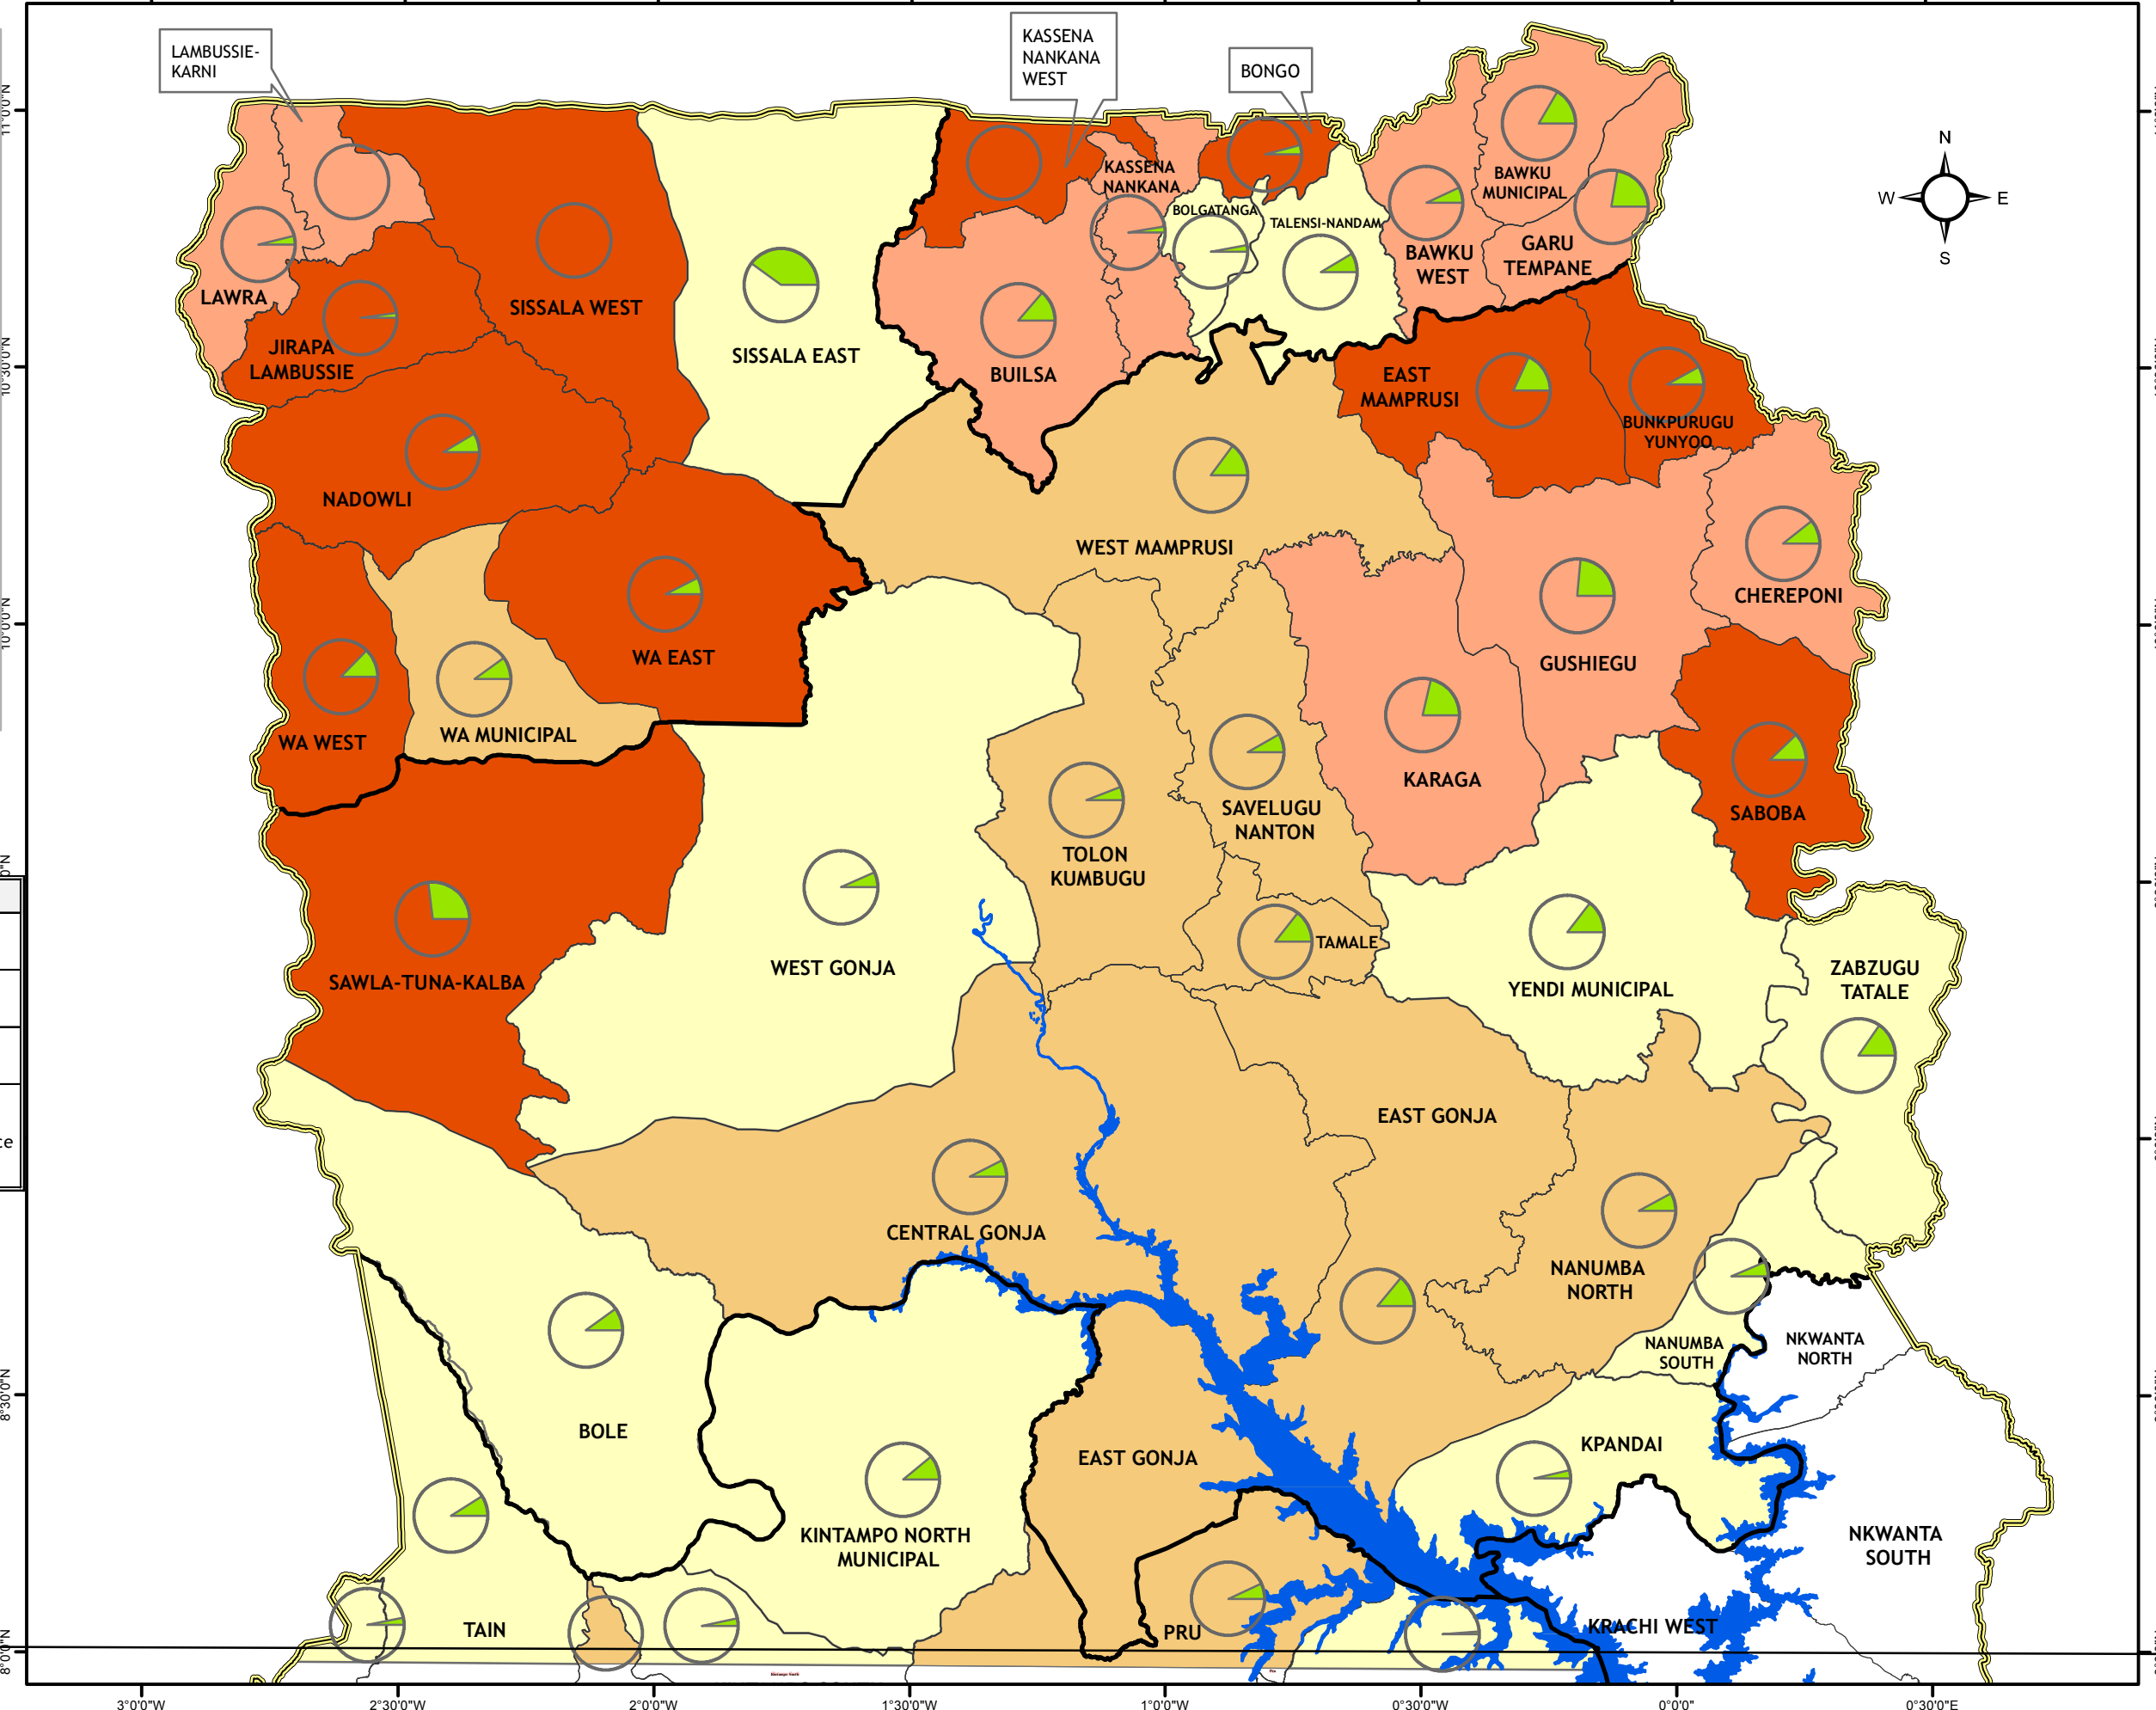 LAMBUSSIE-
KARNI
KASSENA
NANKANA
WEST
BONGO
N
W
E
S
11°0'0"N
KASSENA
NANKANA
BAWKU
MUNICIPAL
BOLGATANGA
TALENSI-NANDAM
BAWKU
WEST
GARU
TEMPANE
LAWRA
SISSALA WEST
JIRAPA
LAMBUSSIE
SISSALA EAST
BUILSA
10°30'0"N
EAST
MAMPRUSI
BUNKPURUGU
YUNYOO
NADOWLI
WEST MAMPRUSI
CHEREPONI
10°0'0"N
WA EAST
GUSHIEGU
WA WEST
WA MUNICIPAL
KARAGA
SAVELUGU
NANTON
SABOBA
TOLON
KUMBUGU
TAMALE
WEST GONJA
SAWLA-TUNA-KALBA
YENDI MUNICIPAL
ZABZUGU
TATALE
EAST GONJA
ce
CENTRAL GONJA
NANUMBA
NORTH
NANUMBA
SOUTH
NKWANTA
NORTH
8°30'0"N
BOLE
EAST GONJA
KPANDAI
KINTAMPO NORTH
MUNICIPAL
NKWANTA
SOUTH
TAIN
PRU
KRACHI WEST
8°0'0"N
3°0'0"W
2°30'0"W
2°0'0"W
1°30'0"W
1°0'0"W
0°30'0"W
0°0'0"
0°30'0"E